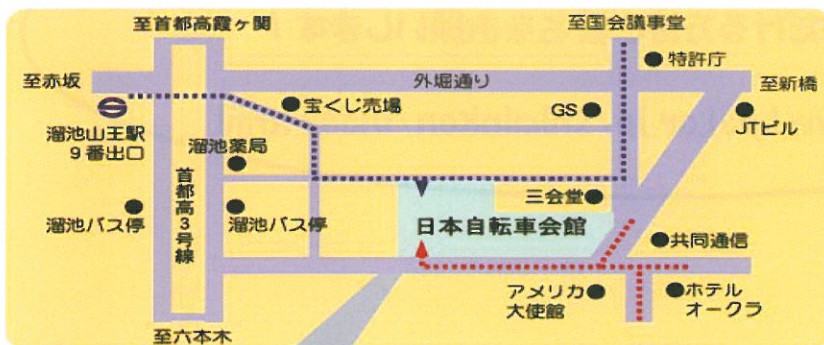 至首都高霞ヶ関
至国会議事堂
特許庁
至赤坂
外堀通り
至新橋
宝くじ売場
GS
JTビル
溜池山王駅
9番出口
溜池薬局
首都高3号線
三会堂
溜池バス停
溜池バス停
日本自転車会館
共同通信
アメリカ
大使館
ホテル
オークラ
至六本木